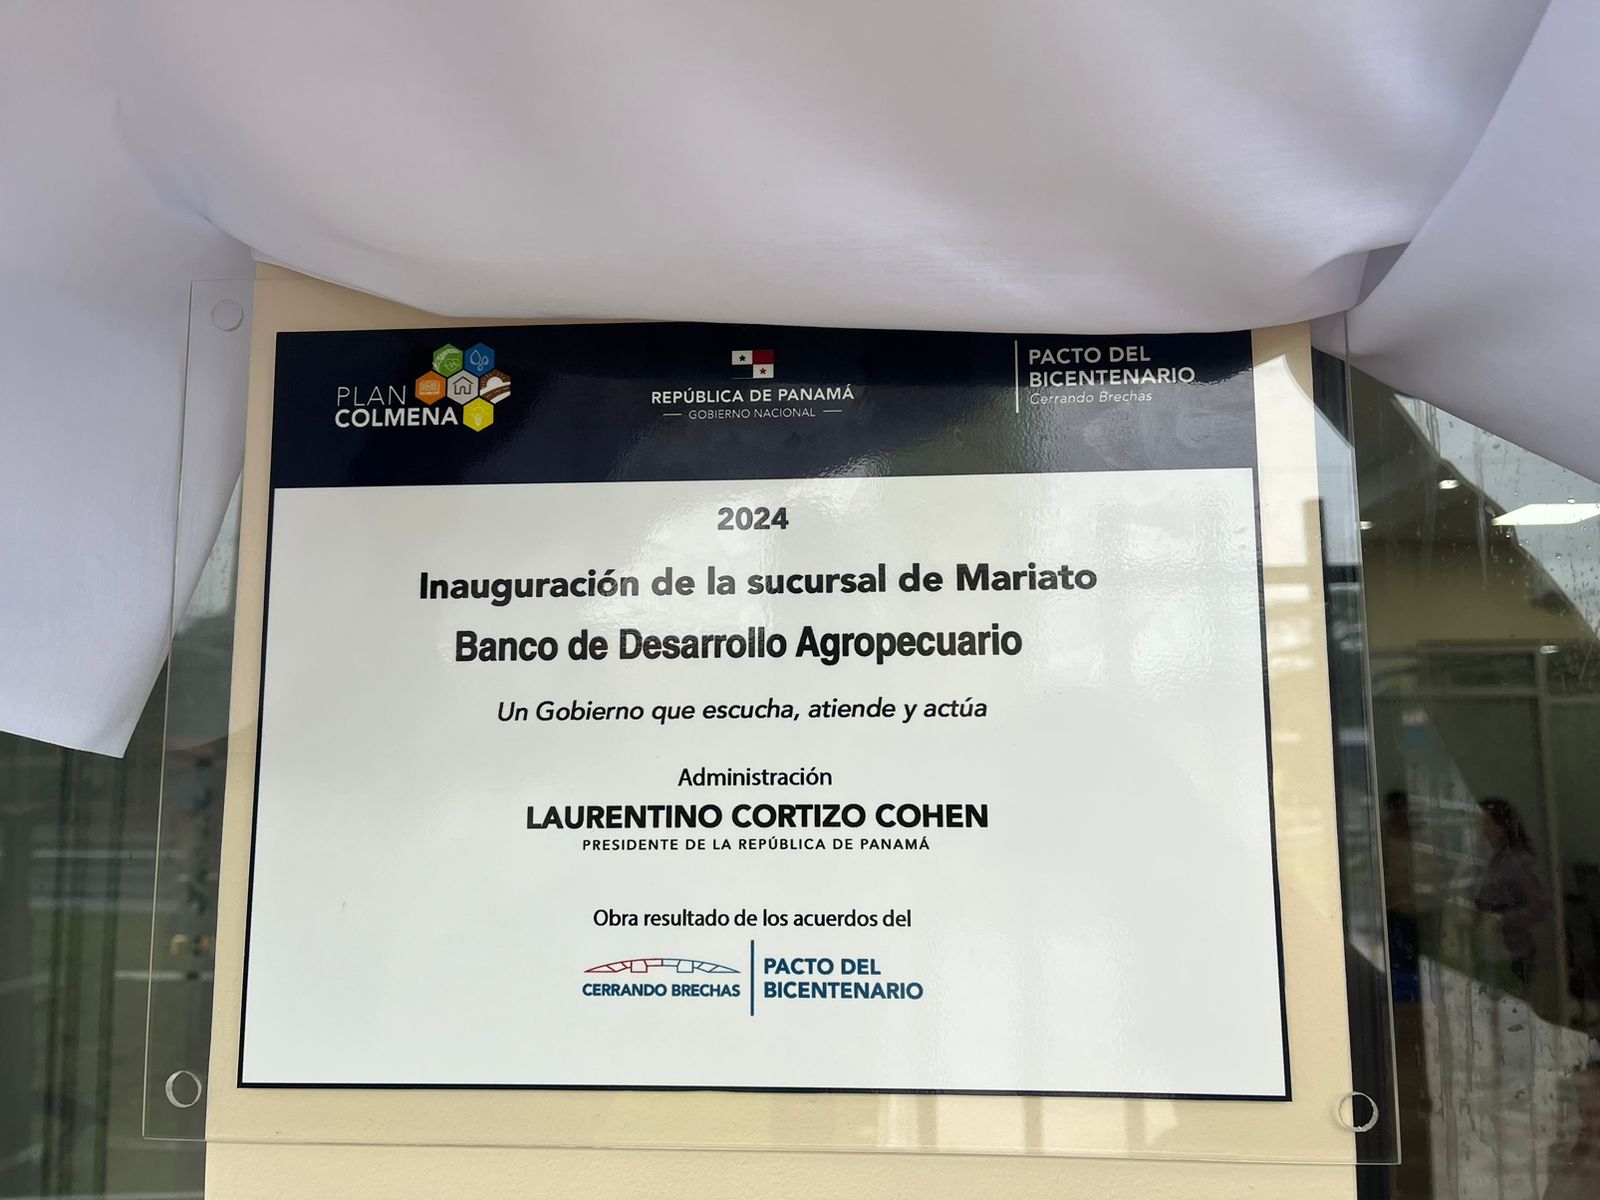 PLAN
COLMENA
REPÚBLICA DE PANAMÁ
GOBIERNO NACIONAL
PACTO DEL
BICENTENARIO
Cerrando Brechas
2024
Inauguración de la sucursal de Mariato
Banco de Desarrollo Agropecuario
Un Gobierno que escucha, atiende y actúa
Administración
LAURENTINO CORTIZO COHEN
PRESIDENTE DE LA REPÚBLICA DE PANAMÁ
Obra resultado de los acuerdos del
CERRANDO BRECHAS
PACTO DEL
BICENTENARIO